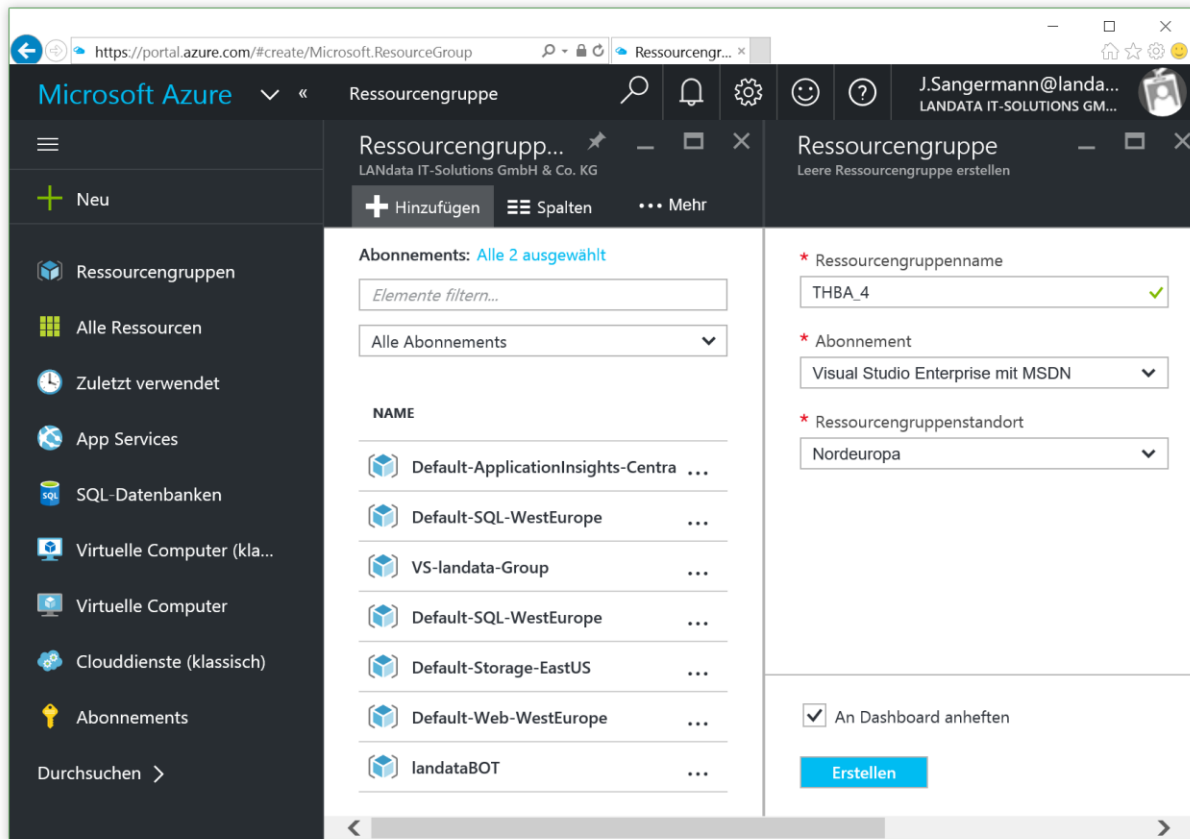 https://portal.azure.com/#create/Microsoft.ResourceGroup
Ressourcengr...
Microsoft Azure
«
Ressourcengruppe
J.Sangermann@landa...
LANDATA IT-SOLUTIONS GM...
Neu
Ressourcengruppen
Alle Ressourcen
Zuletzt verwendet
App Services
SQL-Datenbanken
Virtuelle Computer (kla...
Virtuelle Computer
Clouddienste (klassisch)
Abonnements
Durchsuchen >
Ressourcengrupp...
LANdata IT-Solutions GmbH & Co. KG
Hinzufügen
Spalten
... Mehr
Abonnements: Alle 2 ausgewählt
Elemente filtern...
Alle Abonnements
NAME
Default-ApplicationInsights-Centra ...
Default-SQL-WestEurope ...
VS-landata-Group ...
Default-SQL-WestEurope ...
Default-Storage-EastUS ...
Default-Web-WestEurope ...
landataBOT ...
Ressourcengruppe
Leere Ressourcengruppe erstellen
* Ressourcengruppenname
THBA_4
* Abonnement
Visual Studio Enterprise mit MSDN
* Ressourcengruppenstandort
Nordeuropa
An Dashboard anheften
Erstellen